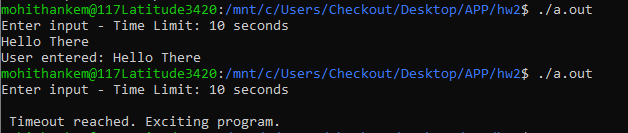 mohithankem@117Latitude3420:/mnt/c/Users/Checkout/Desktop/APP/hw2$ ./a.out
Enter input - Time Limit: 10 seconds
Hello There
User entered: Hello There
mohithankem@117Latitude3420:/mnt/c/Users/Checkout/Desktop/APP/hw2$ ./a.out
Enter input - Time Limit: 10 seconds
Timeout reached. Exciting program.